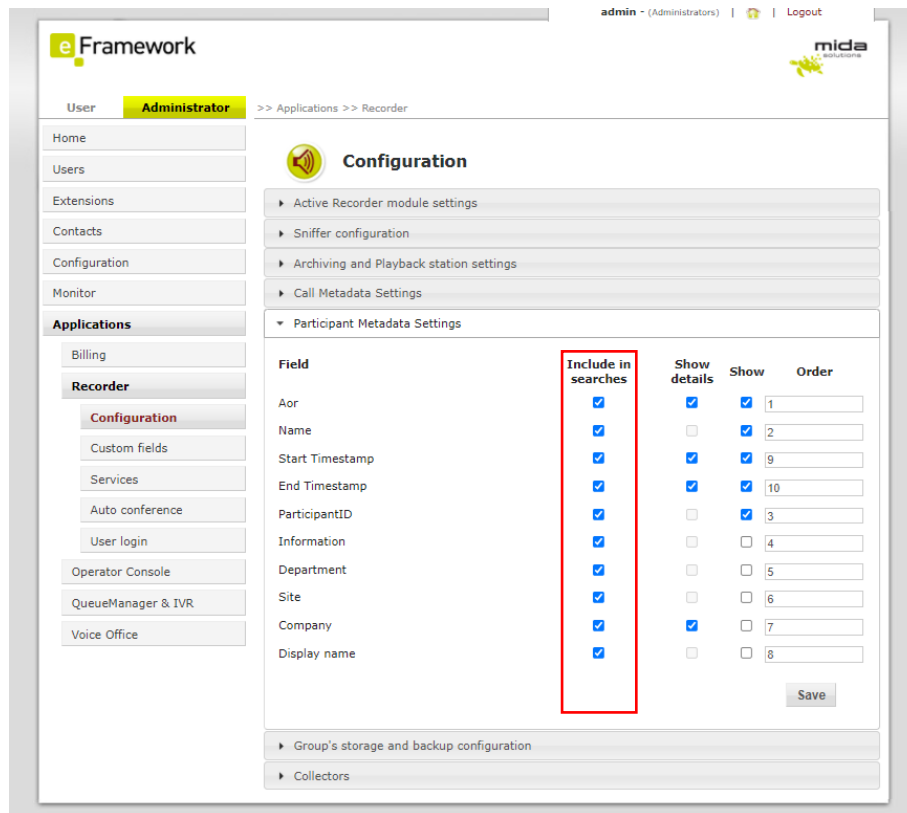 admin - (Administrators) | | Logout
e Framework
mida
solutions
User Administrator >> Applications >> Recorder
Home
Users
Extensions
Contacts
Configuration
Monitor
Applications
Billing
Recorder
Configuration
Custom fields
Services
Auto conference
User login
Operator Console
QueueManager & IVR
Voice Office
Configuration
Active Recorder module settings
Sniffer configuration
Archiving and Playback station settings
Call Metadata Settings
Participant Metadata Settings
Field Include in searches Show details Show Order
Aor 1
Name 2
Start Timestamp 9
End Timestamp 10
ParticipantID 3
Information 4
Department 5
Site 6
Company 7
Display name 8
Save
Group's storage and backup configuration
Collectors